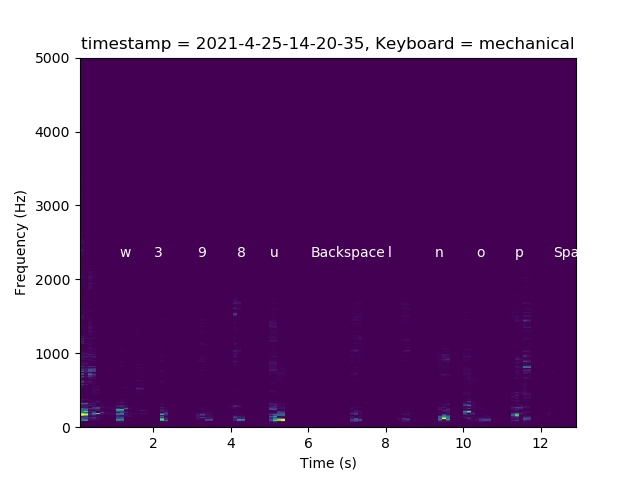 timestamp = 2021-4-25-14-20-35, Keyboard = mechanical
5000
4000
3000
2000
1000
0
Frequency (Hz)
w 3 9 8 u Backspace l n o p Spa
2 4 6 8 10 12
Time (s)